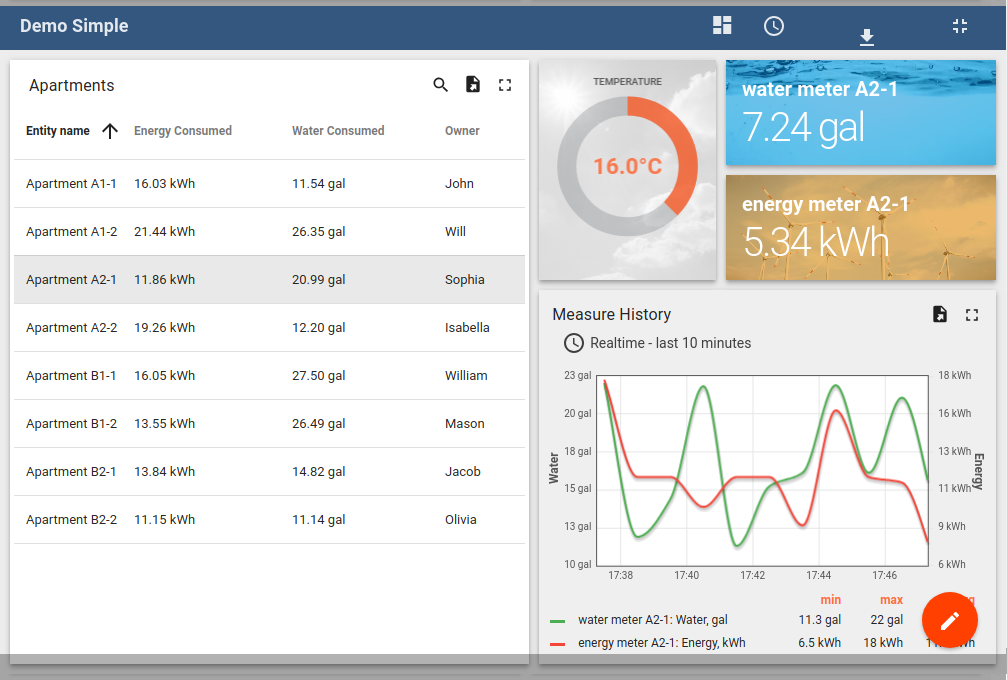 Demo Simple
Apartments
Entity name Energy Consumed Water Consumed Owner
Apartment A1-1 16.03 kWh 11.54 gal John
Apartment A1-2 21.44 kWh 26.35 gal Will
Apartment A2-1 11.86 kWh 20.99 gal Sophia
Apartment A2-2 19.26 kWh 12.20 gal Isabella
Apartment B1-1 16.05 kWh 27.50 gal William
Apartment B1-2 13.55 kWh 26.49 gal Mason
Apartment B2-1 13.84 kWh 14.82 gal Jacob
Apartment B2-2 11.15 kWh 11.14 gal Olivia
TEMPERATURE
16.0°C
water meter A2-1
7.24 gal
energy meter A2-1
5.34 kWh
Measure History
Realtime - last 10 minutes
23 gal 18 kWh
20 gal 16 kWh
18 gal 13 kWh
15 gal 11 kWh
13 gal 9 kWh
10 gal 6 kWh
Water
Energy
17:38 17:40 17:42 17:44 17:46
min max
water meter A2-1: Water, gal 11.3 gal 22 gal
energy meter A2-1: Energy, kWh 6.5 kWh 18 kWh